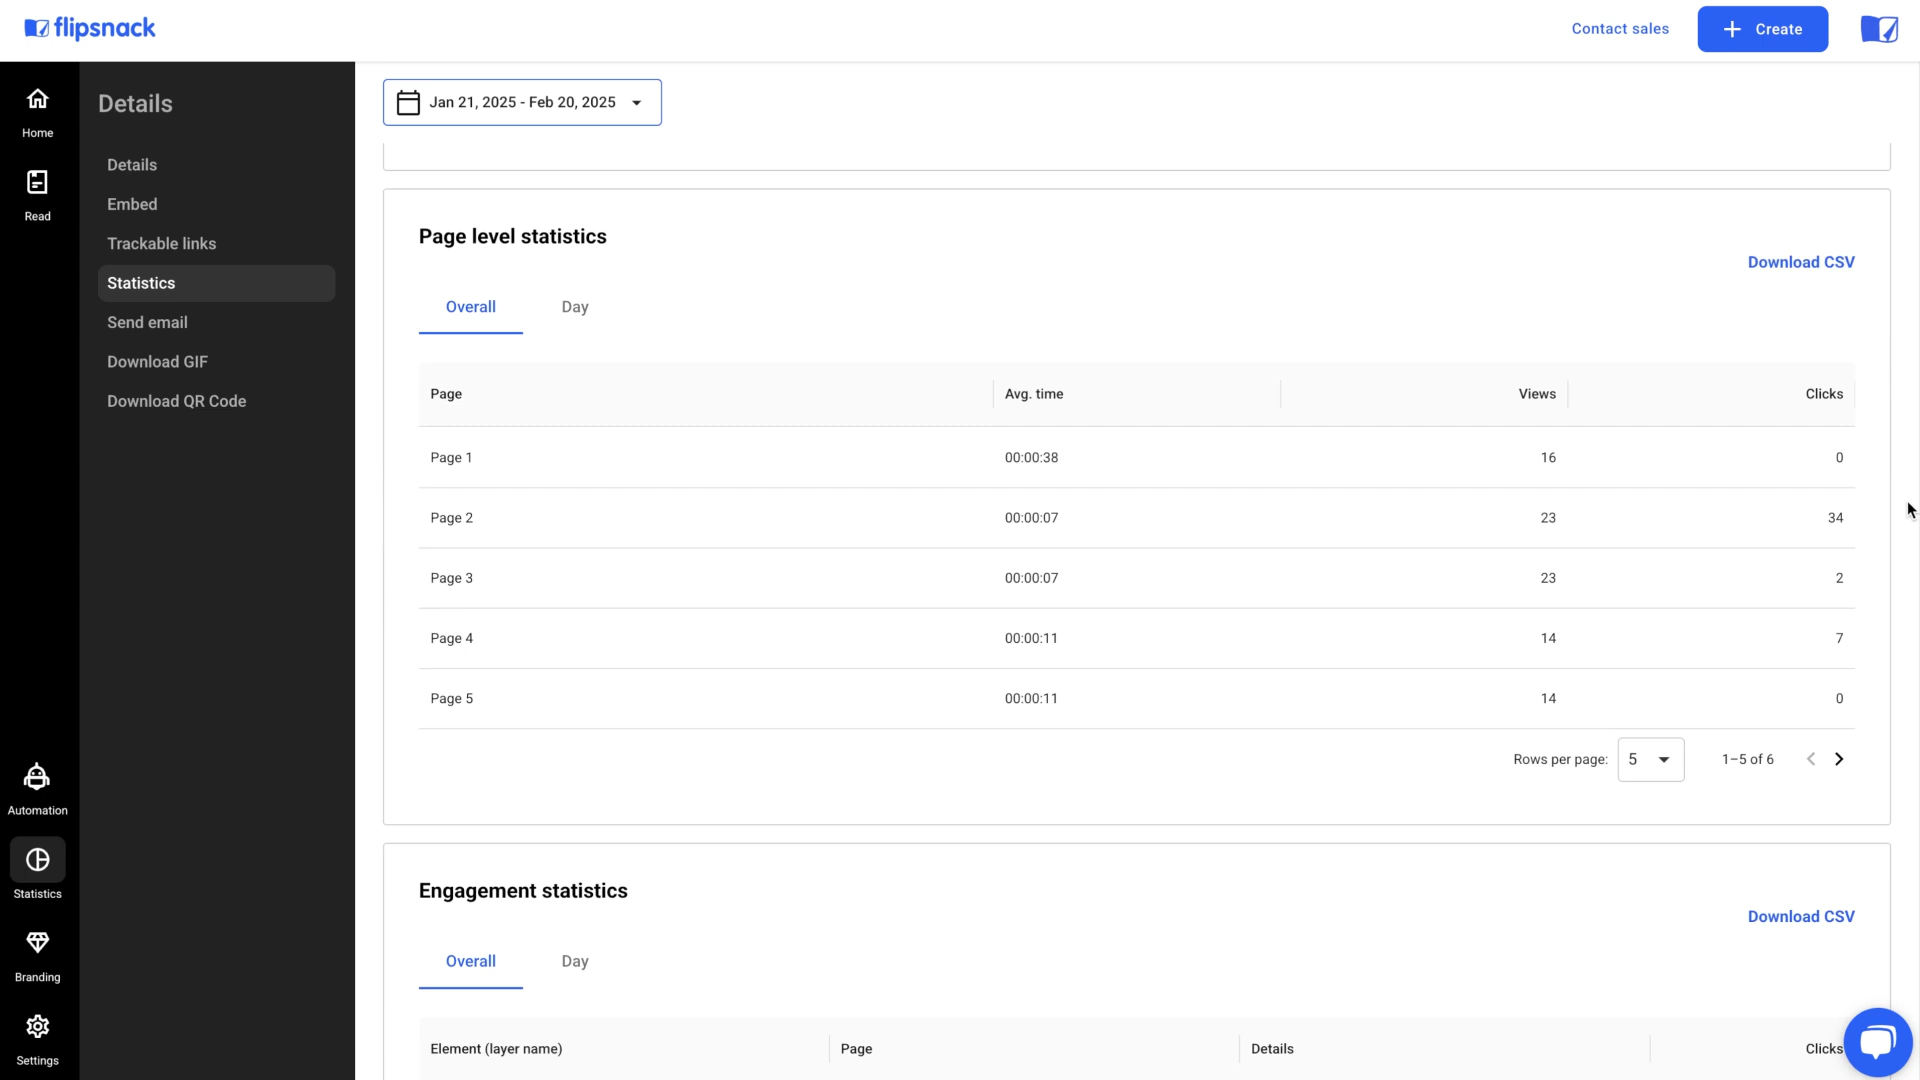 flipsnack
Contact sales
Create
Home
Read
Automation
Statistics
Branding
Settings
Details
Details
Embed
Trackable links
Statistics
Send email
Download GIF
Download QR Code
Jan 21, 2025 - Feb 20, 2025
Page level statistics
Download CSV
Overall Day
Page Avg. time Views Clicks
Page 1 00:00:38 16 0
Page 2 00:00:07 23 34
Page 3 00:00:07 23 2
Page 4 00:00:11 14 7
Page 5 00:00:11 14 0
Rows per page: 5 1–5 of 6
Engagement statistics
Download CSV
Overall Day
Element (layer name) Page Details Clicks